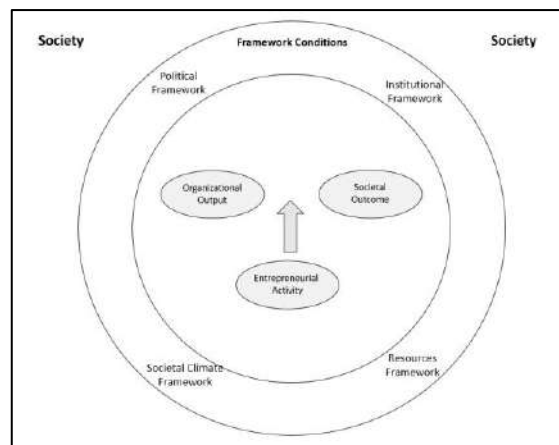 Society
Framework Conditions
Society
Political
Framework
Institutional
Framework
Organizational
Output
Societal
Outcome
Entrepreneurial
Activity
Societal Climate
Framework
Resources
Framework